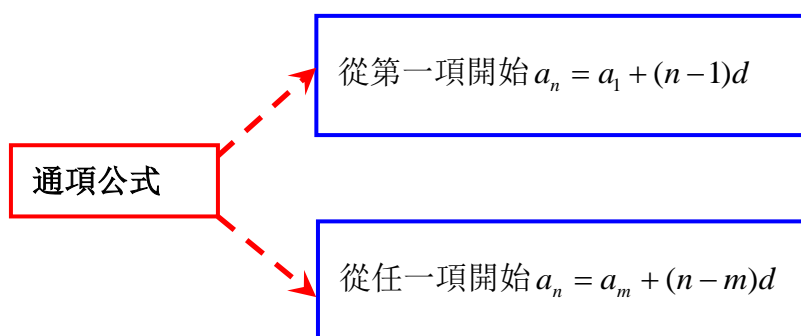 從第一項開始 aₙ = a₁ + (n − 1)d
通項公式
從任一項開始 aₙ = aₘ + (n − m)d